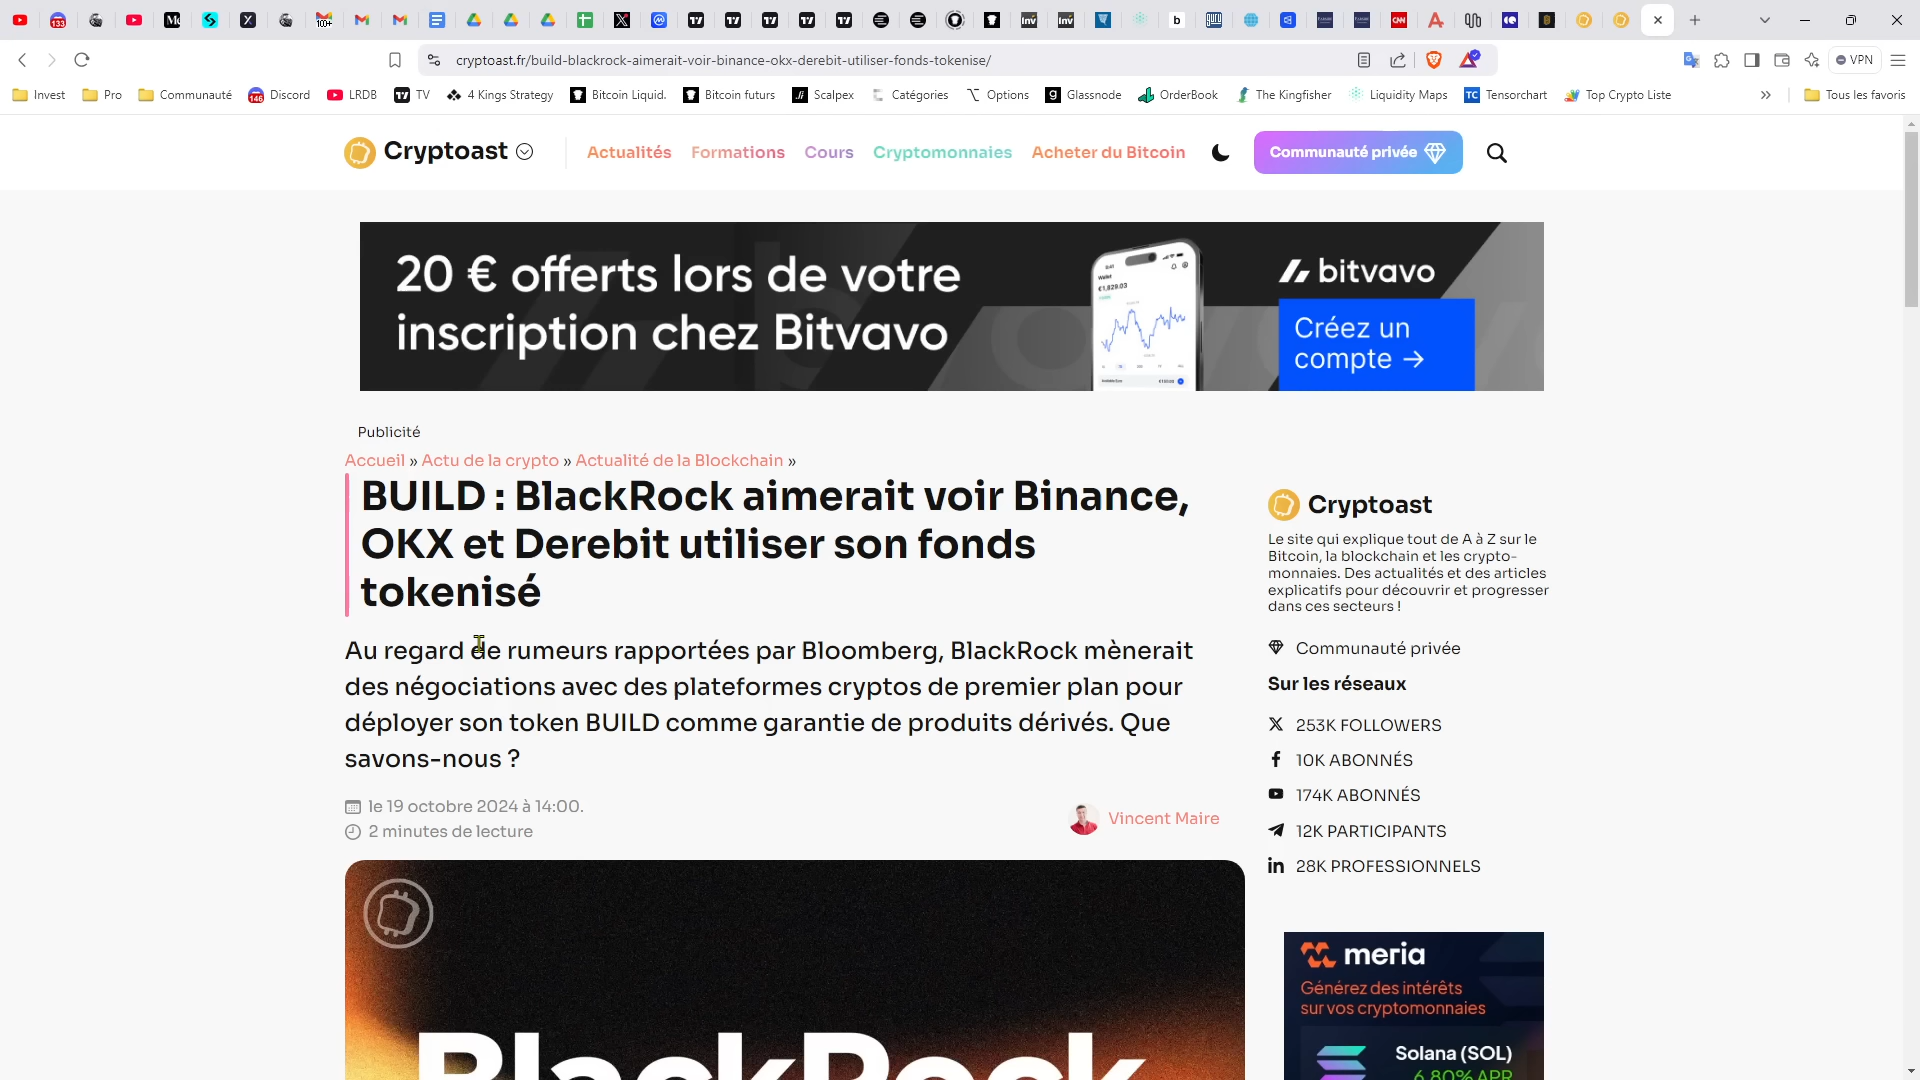 cryptoast.fr/build-blackrock-aimerait-voir-binance-okx-derebit-utiliser-fonds-tokenise/
VPN
Invest
Pro
Communauté
Discord
LRDB
TV
4 Kings Strategy
Bitcoin Liquid.
Bitcoin futurs
Scalpex
Catégories
Options
Glassnode
OrderBook
The Kingfisher
Liquidity Maps
Tensorchart
Top Crypto Liste
Tous les favoris
Cryptoast
Actualités
Formations
Cours
Cryptomonnaies
Acheter du Bitcoin
Communauté privée
20 € offerts lors de votre
inscription chez Bitvavo
bitvavo
Créez un
compte →
Publicité
Accueil » Actu de la crypto » Actualité de la Blockchain »
BUILD : BlackRock aimerait voir Binance,
OKX et Derebit utiliser son fonds
tokenisé
Au regard de rumeurs rapportées par Bloomberg, BlackRock mènerait
des négociations avec des plateformes cryptos de premier plan pour
déployer son token BUILD comme garantie de produits dérivés. Que
savons-nous ?
le 19 octobre 2024 à 14:00.
2 minutes de lecture
Vincent Maire
BlackRock
Cryptoast
Le site qui explique tout de A à Z sur le
Bitcoin, la blockchain et les crypto-
monnaies. Des actualités et des articles
explicatifs pour découvrir et progresser
dans ces secteurs !
Communauté privée
Sur les réseaux
253K FOLLOWERS
10K ABONNÉS
174K ABONNÉS
12K PARTICIPANTS
28K PROFESSIONNELS
meria
Générez des intérêts
sur vos cryptomonnaies
Solana (SOL)
6.80% APR